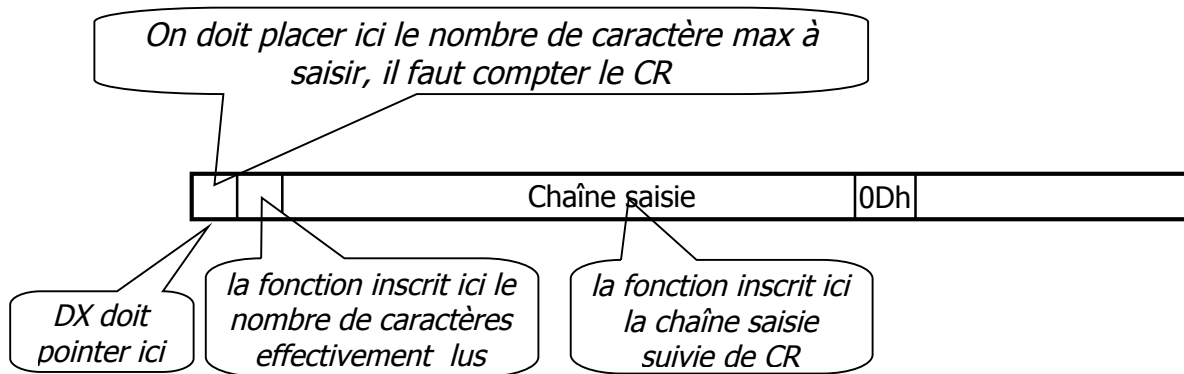 On doit placer ici le nombre de caractère max à
saisir, il faut compter le CR
Chaîne saisie
0Dh
DX doit
pointer ici
la fonction inscrit ici le
nombre de caractères
effectivement lus
la fonction inscrit ici
la chaîne saisie
suivie de CR